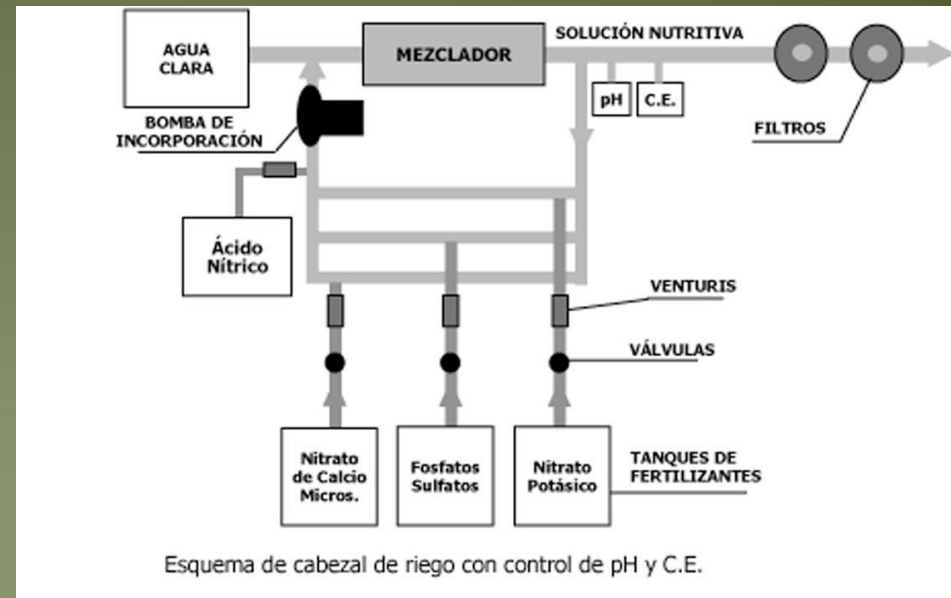 AGUA
CLARA
MEZCLADOR
SOLUCIÓN NUTRITIVA
pH
C.E.
FILTROS
BOMBA DE
INCORPORACIÓN
Ácido
Nítrico
VENTURIS
VÁLVULAS
Nitrato
de Calcio
Micros.
Fosfatos
Sulfatos
Nitrato
Potásico
TANQUES DE
FERTILIZANTES
Esquema de cabezal de riego con control de pH y C.E.